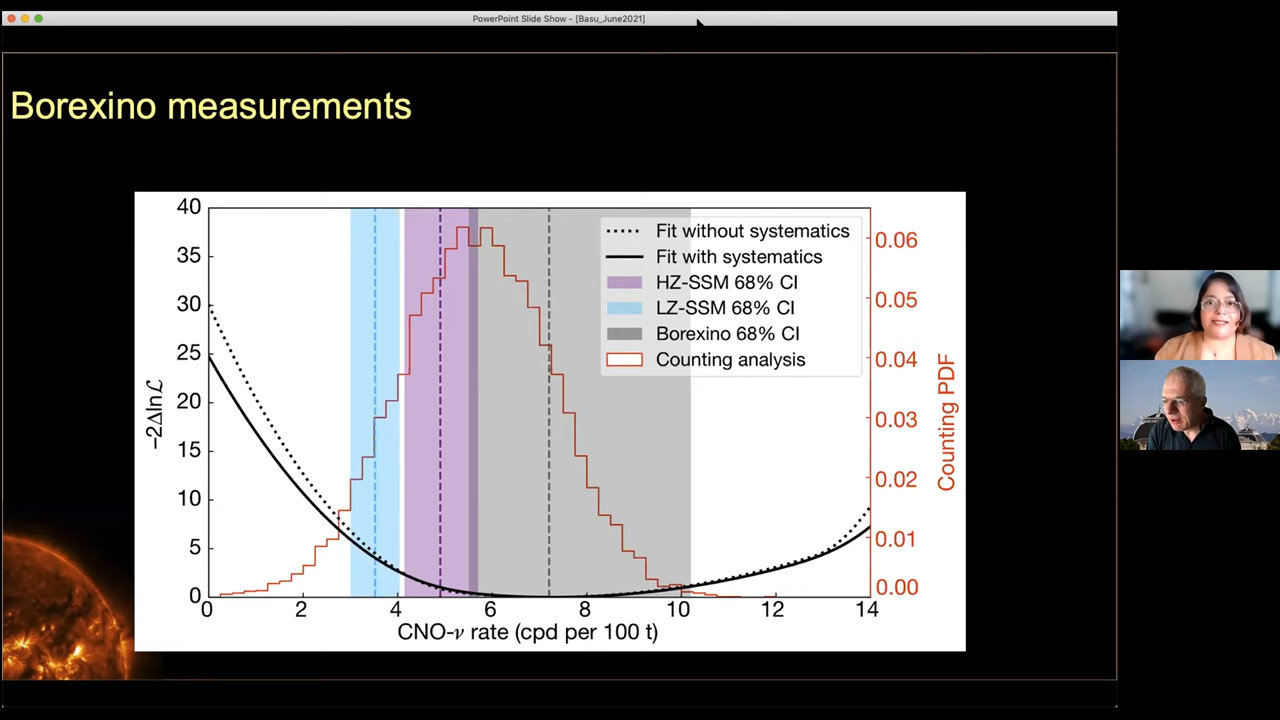 PowerPoint Slide Show - [Basu_June2021]
Borexino measurements
40
35
30
25
20
15
10
5
0
−2Δlnℒ
Fit without systematics
Fit with systematics
HZ-SSM 68% CI
LZ-SSM 68% CI
Borexino 68% CI
Counting analysis
0.06
0.05
0.04
0.03
0.02
0.01
0.00
Counting PDF
0 2 4 6 8 10 12 14
CNO-ν rate (cpd per 100 t)